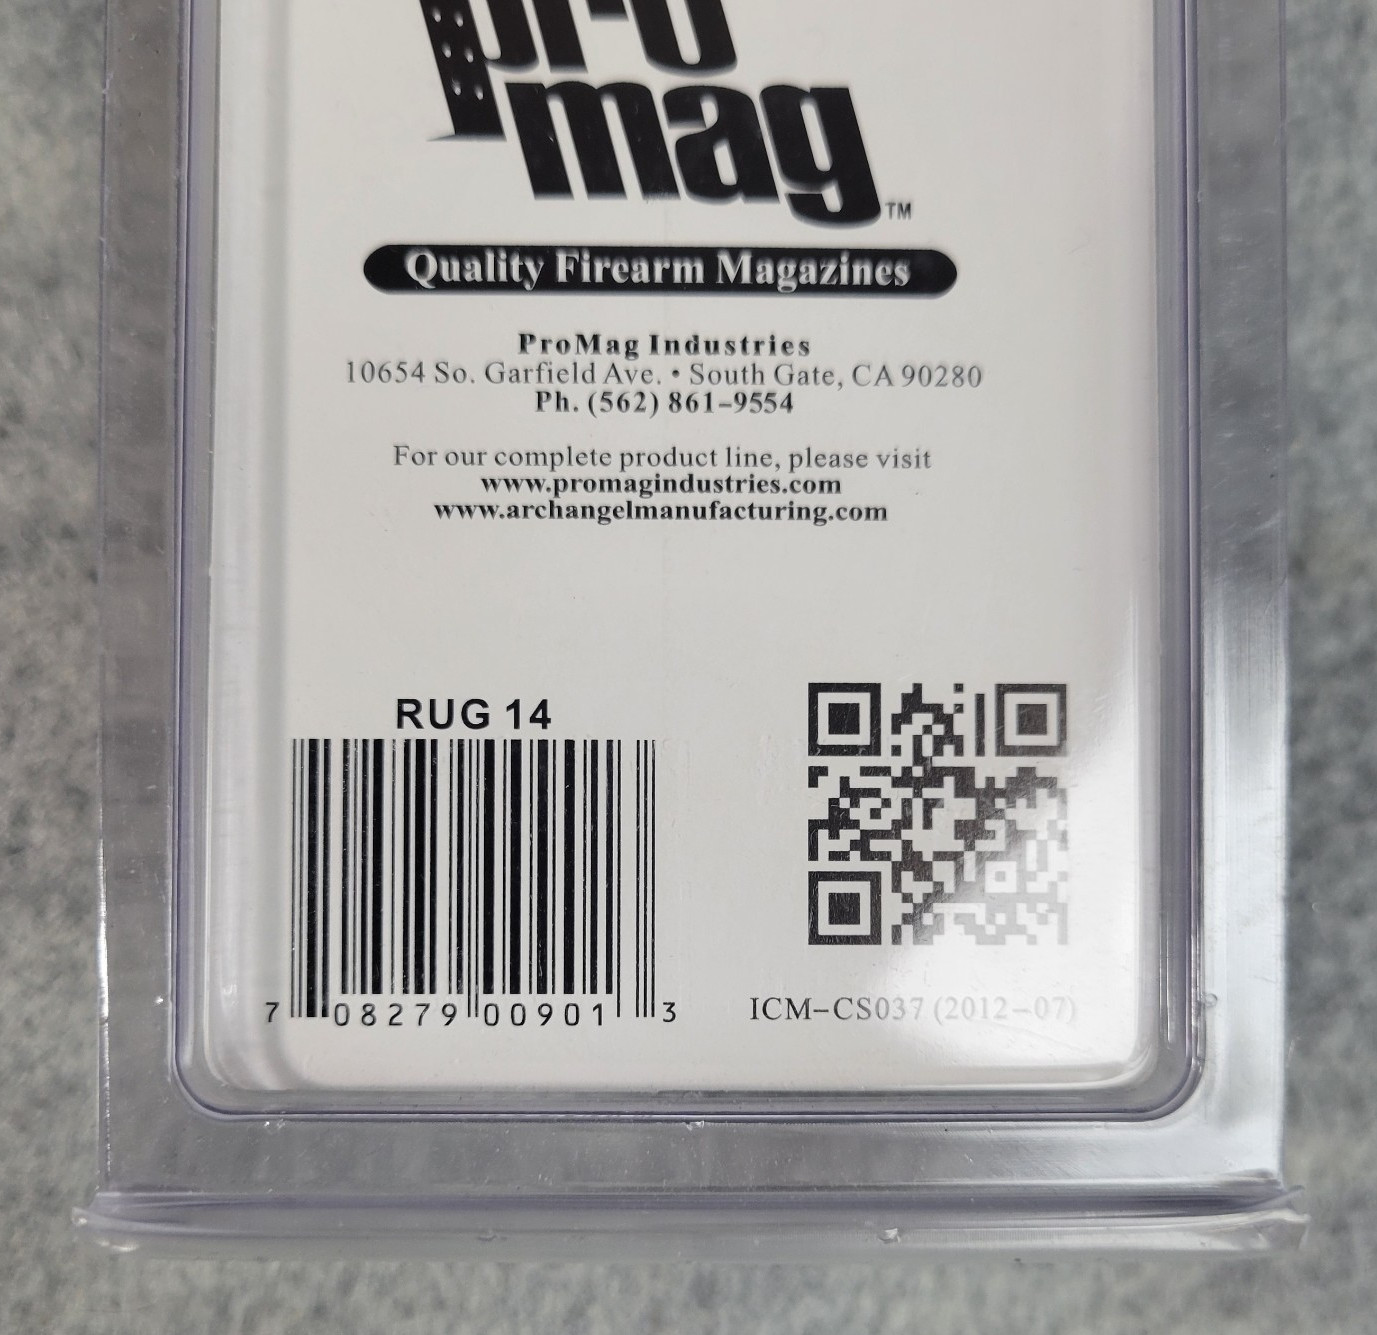 pro
mag™
Quality Firearm Magazines
ProMag Industries
10654 So. Garfield Ave. • South Gate, CA 90280
Ph. (562) 861-9554
For our complete product line, please visit
www.promagindustries.com
www.archangelmanufacturing.com
RUG 14
7 08279 00901 3
ICM-CS037 (2012-07)